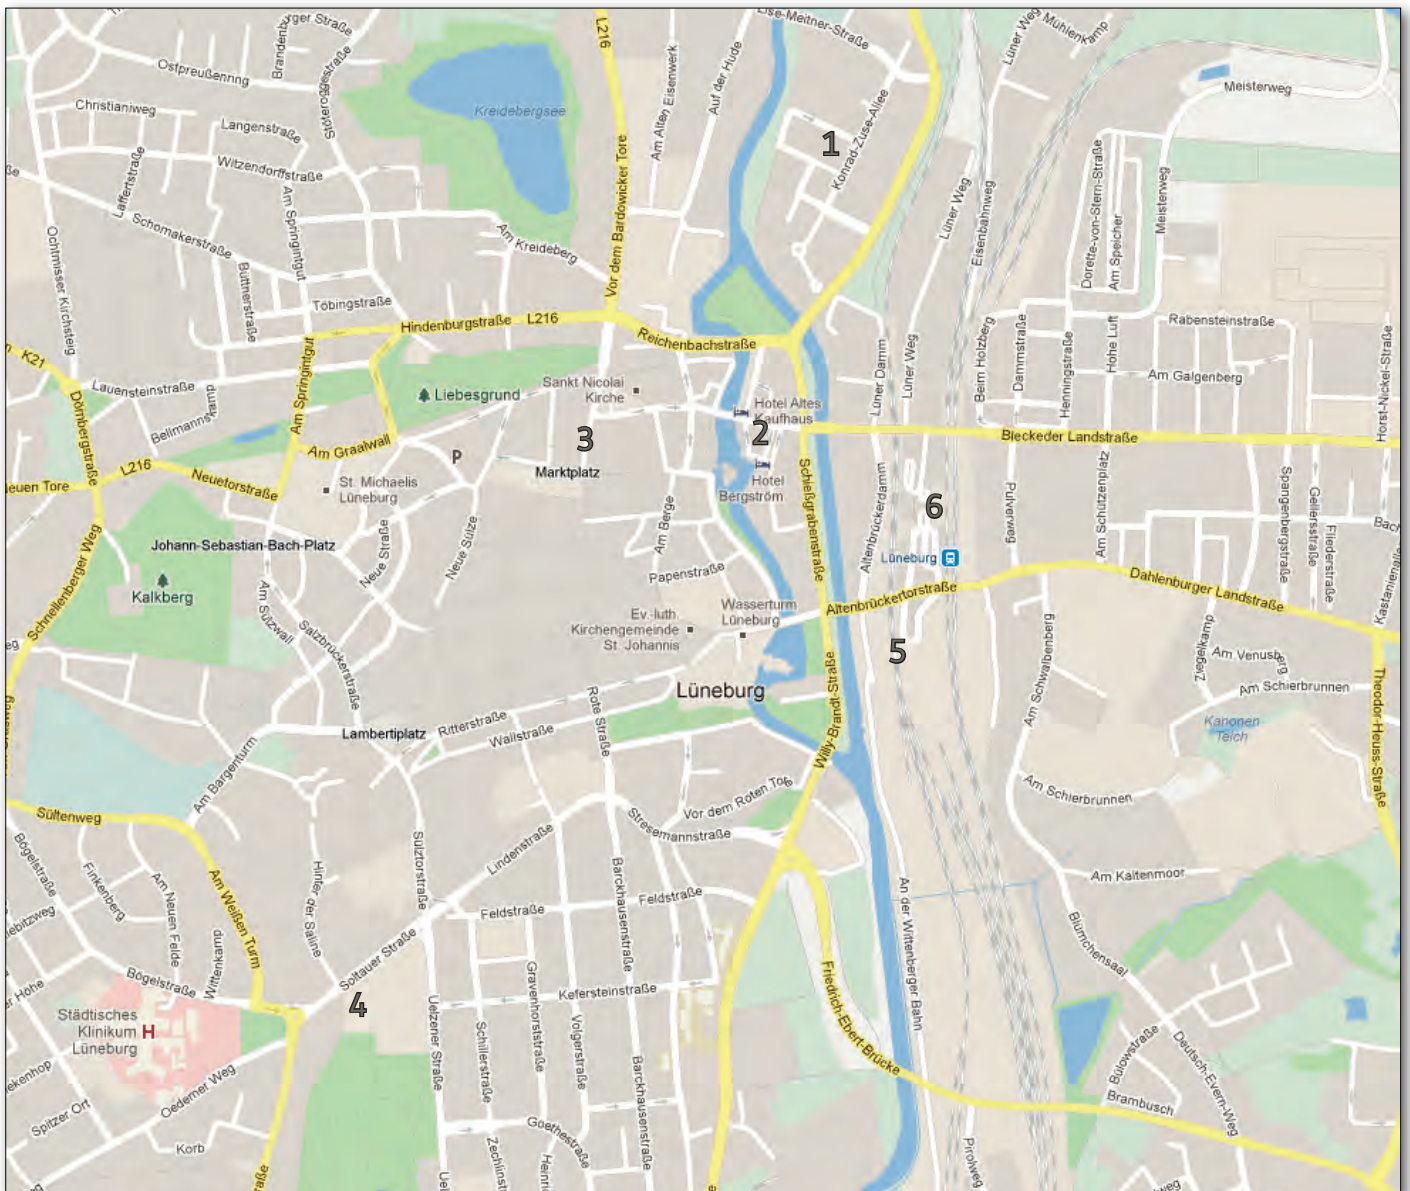 L216
Else-Meitner-Straße
Lüner Weg
Mühlenkamp
Ostpreußenring
Meisterweg
Kreidebergsee
Am Alten Eisenwerk
Auf der Hude
Christianiweg
Langenstraße
Stöteroggestraße
1
Konrad-Zuse-Allee
Witzendorffstraße
Laffertstraße
Am Springintgut
Schomakerstraße
Vor dem Bardowicker Tore
Lüner Weg
Eisenbahnweg
Dorette-von-Stern-Straße
Am Speicher
Meisterweg
Ochtmisser Kirchsteig
Büttnerstraße
Am Kreideberg
Töbingstraße
Hindenburgstraße
L216
Reichenbachstraße
Rabensteinstraße
K21
Am Springintgut
Lüner Damm
Lüner Weg
Beim Holzberg
Dammstraße
Henningstraße
Hohe Luft
Am Galgenberg
Horst-Nickel-Straße
Lauensteinstraße
Dörnbergstraße
Bellmannskamp
Liebesgrund
Sankt Nicolai
Kirche
Hotel Altes
Kaufhaus
2
3
Bleckeder Landstraße
Am Graalwall
P
L216
Neuetorstraße
St. Michaelis
Lüneburg
Marktplatz
Hotel
Bergström
Schießgrabenstraße
Altenbrückerdamm
6
Pulverweg
Am Schützenplatz
Spangenbergstraße
Gellersstraße
Fliederstraße
Schnellenberger Weg
Johann-Sebastian-Bach-Platz
Neue Straße
Neue Sülze
Am Berge
Papenstraße
Lüneburg
Kalkberg
Am Sülzwall
Salzbrückerstraße
Ev.-luth.
Kirchengemeinde
St. Johannis
Wasserturm
Lüneburg
Altenbrückertorstraße
Dahlenburger Landstraße
5
Am Schwalbenberg
Ziegelkamp
Am Venusberg
Am Schierbrunnen
Theodor-Heuss-Straße
Lüneburg
Willy-Brandt-Straße
Kanonen
Teich
Lambertiplatz
Ritterstraße
Wallstraße
Rote Straße
Am Bargenturm
Vor dem Roten Tore
Am Schierbrunnen
Sültenweg
Stresemannstraße
Lindenstraße
Sülztorstraße
Bögelstraße
Finkenberg
Am Neuen Felde
Am Weißen Turm
Hinter der Saline
Barckhausenstraße
Feldstraße
Feldstraße
An der Wittenberger Bahn
Am Kaltenmoor
Blümchensaal
Soltauer Straße
Wittenkamp
Bögelstraße
4
Uelzener Straße
Schillerstraße
Gravenhorststraße
Volgerstraße
Kefersteinstraße
Friedrich-Ebert-Brücke
Städtisches
Klinikum
Lüneburg
H
Oedemer Weg
Spitzer Ort
Korb
Goethestraße
Barckhausenstraße
Bülowstraße
Deutsch-Evern-Weg
Brambusch
Pirolweg